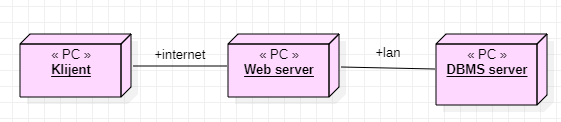 « PC »
Klijent
+internet
« PC »
Web server
+lan
« PC »
DBMS server